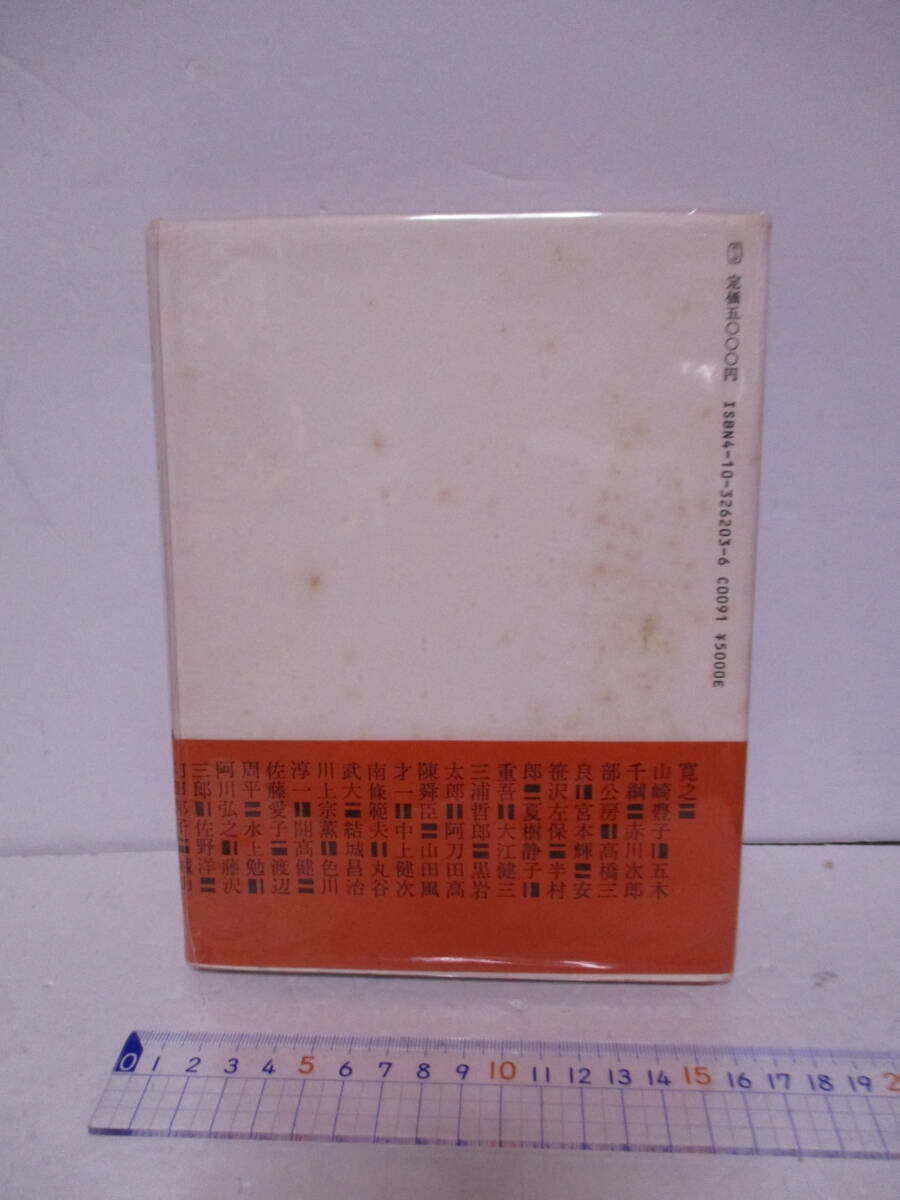 定価五〇〇〇円 ISBN4-10-326203-6 C0091 ¥5000E
寛之
山崎豊子 五木
千綱 赤川次郎
部公房 高橋三
良 宮本輝 安
笹沢左保 半村
郎 夏樹静子
重吾 大江健三
三浦哲郎 黒岩
太郎 阿刀田高
陳舜臣 山田風
才一 中上健次
南條範夫 丸谷
武大 結城昌治
川上宗薫 色川
淳一 開高健
佐藤愛子 渡辺
周平 水上勉
阿川弘之 藤沢
三郎 佐野洋
0 1 2 3 4 5 6 7 8 9 10 11 12 13 14 15 16 17 18 19 2